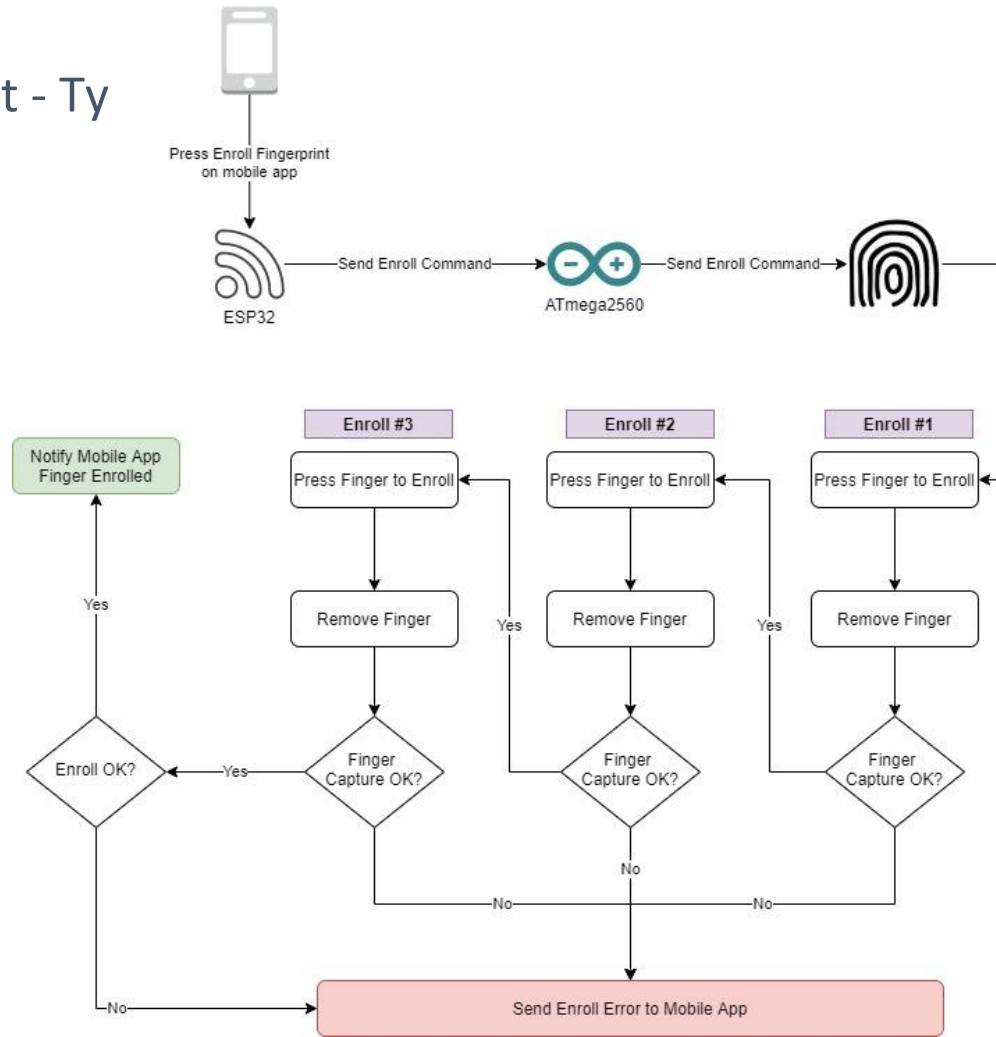 t - Ty
Press Enroll Fingerprint
on mobile app
Send Enroll Command
Send Enroll Command
ESP32
ATmega2560
Enroll #3
Enroll #2
Enroll #1
Notify Mobile App
Finger Enrolled
Press Finger to Enroll
Press Finger to Enroll
Press Finger to Enroll
Yes
Remove Finger
Yes
Remove Finger
Yes
Remove Finger
Enroll OK?
Yes
Finger
Capture OK?
Finger
Capture OK?
Finger
Capture OK?
No
No
No
No
Send Enroll Error to Mobile App